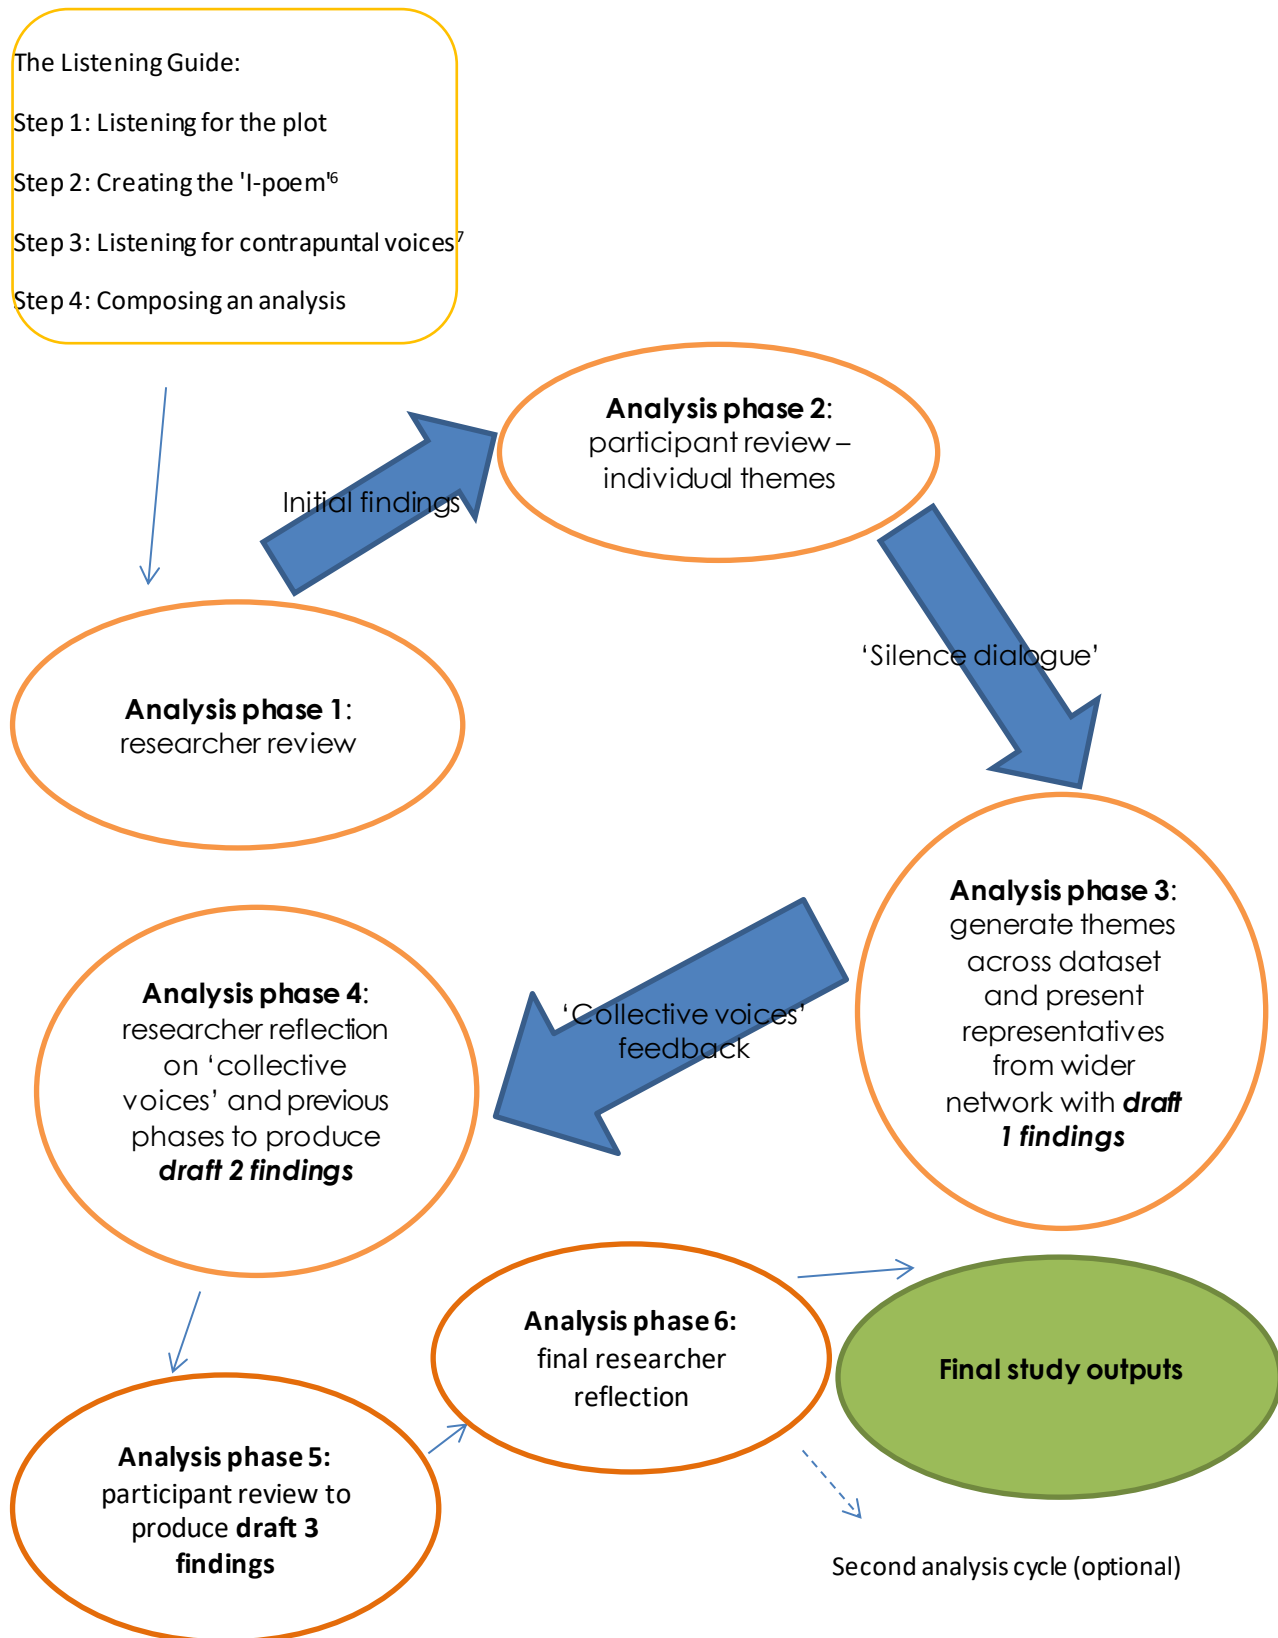 The Listening Guide:
Step 1: Listening for the plot
Step 2: Creating the 'I-poem'⁶
Step 3: Listening for contrapuntal voices⁷
Step 4: Composing an analysis
Analysis phase 2:
participant review –
individual themes
Initial findings
'Silence dialogue'
Analysis phase 1:
researcher review
Analysis phase 3:
generate themes
across dataset
and present
representatives
from wider
network with draft
1 findings
'Collective voices'
feedback
Analysis phase 4:
researcher reflection
on 'collective
voices' and previous
phases to produce
draft 2 findings
Analysis phase 6:
final researcher
reflection
Final study outputs
Analysis phase 5:
participant review to
produce draft 3
findings
Second analysis cycle (optional)